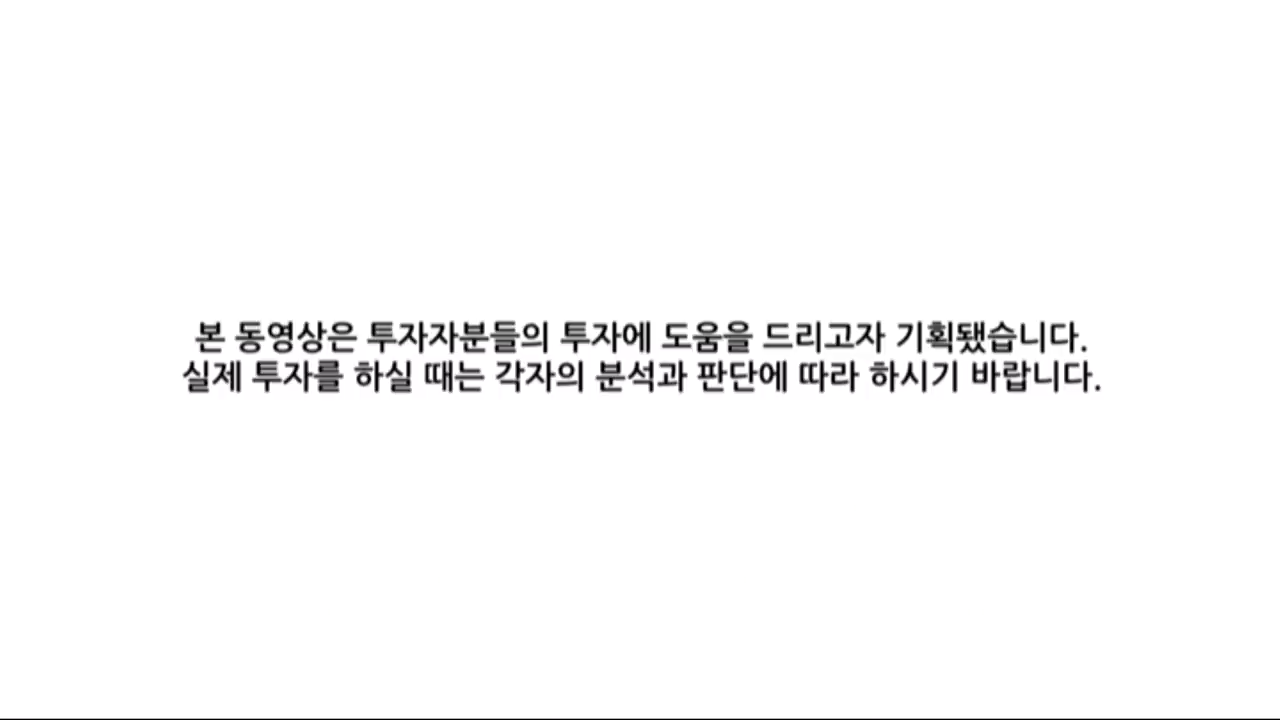 본 동영상은 투자자분들의 투자에 도움을 드리고자 기획됐습니다.
실제 투자를 하실 때는 각자의 분석과 판단에 따라 하시기 바랍니다.